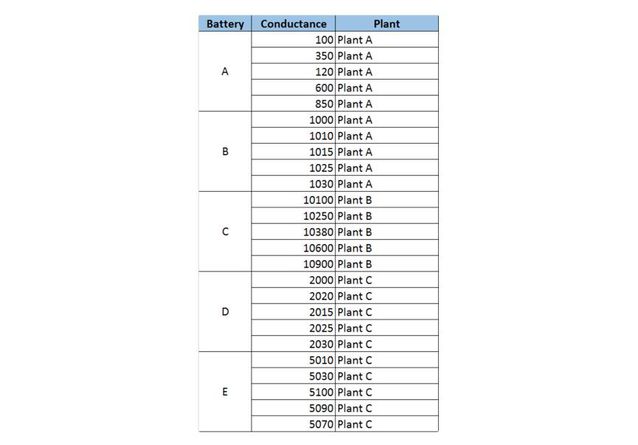 Battery Conductance Plant
100 Plant A
350 Plant A
A 120 Plant A
600 Plant A
850 Plant A
1000 Plant A
1010 Plant A
B 1015 Plant A
1025 Plant A
1030 Plant A
10100 Plant B
10250 Plant B
C 10380 Plant B
10600 Plant B
10900 Plant B
2000 Plant C
2020 Plant C
D 2015 Plant C
2025 Plant C
2030 Plant C
5010 Plant C
5030 Plant C
E 5100 Plant C
5090 Plant C
5070 Plant C